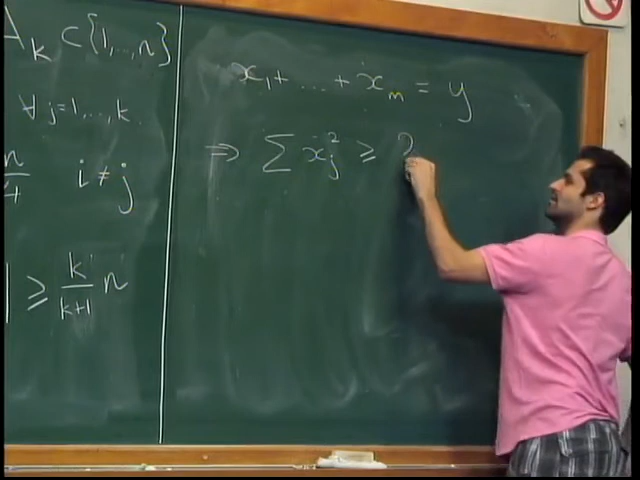 A_k ⊂ {1,...,n}
∀ j=1,...,k.
n/4 i ≠ j
| ≥ k/(k+1) n
x_1 + ... + x_m = y
⇒ Σ x_j^2 ≥ ?